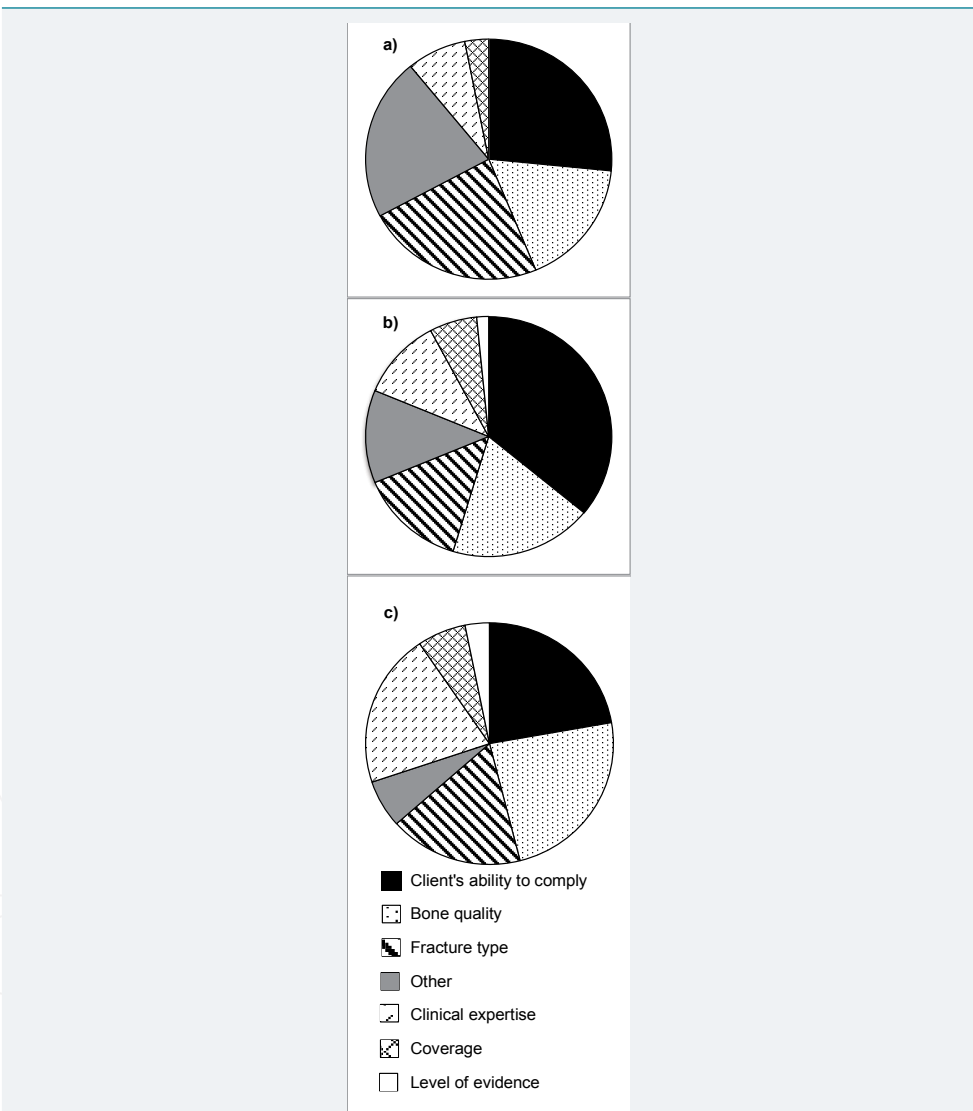 a)
b)
c)
Client's ability to comply
Bone quality
Fracture type
Other
Clinical expertise
Coverage
Level of evidence